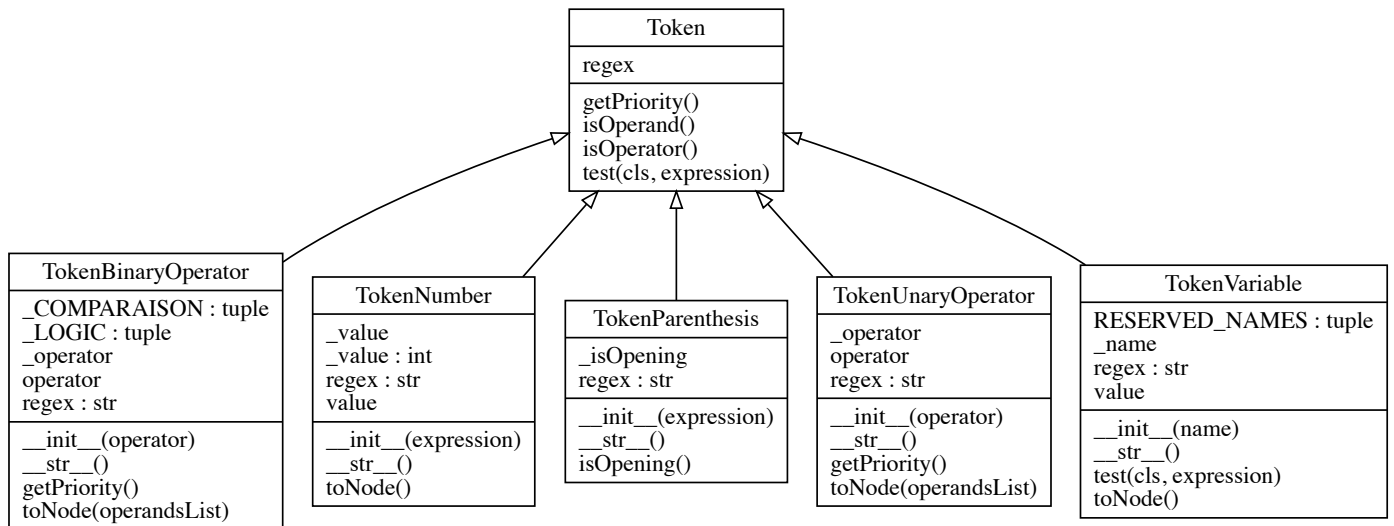 Token
regex
getPriority()
isOperand()
isOperator()
test(cls, expression)
TokenBinaryOperator
_COMPARAISON : tuple
_LOGIC : tuple
_operator
operator
regex : str
__init__(operator)
__str__()
getPriority()
toNode(operandsList)
TokenNumber
_value
_value : int
regex : str
value
__init__(expression)
__str__()
toNode()
TokenParenthesis
_isOpening
regex : str
__init__(expression)
__str__()
isOpening()
TokenUnaryOperator
_operator
operator
regex : str
__init__(operator)
__str__()
getPriority()
toNode(operandsList)
TokenVariable
RESERVED_NAMES : tuple
_name
regex : str
value
__init__(name)
__str__()
test(cls, expression)
toNode()